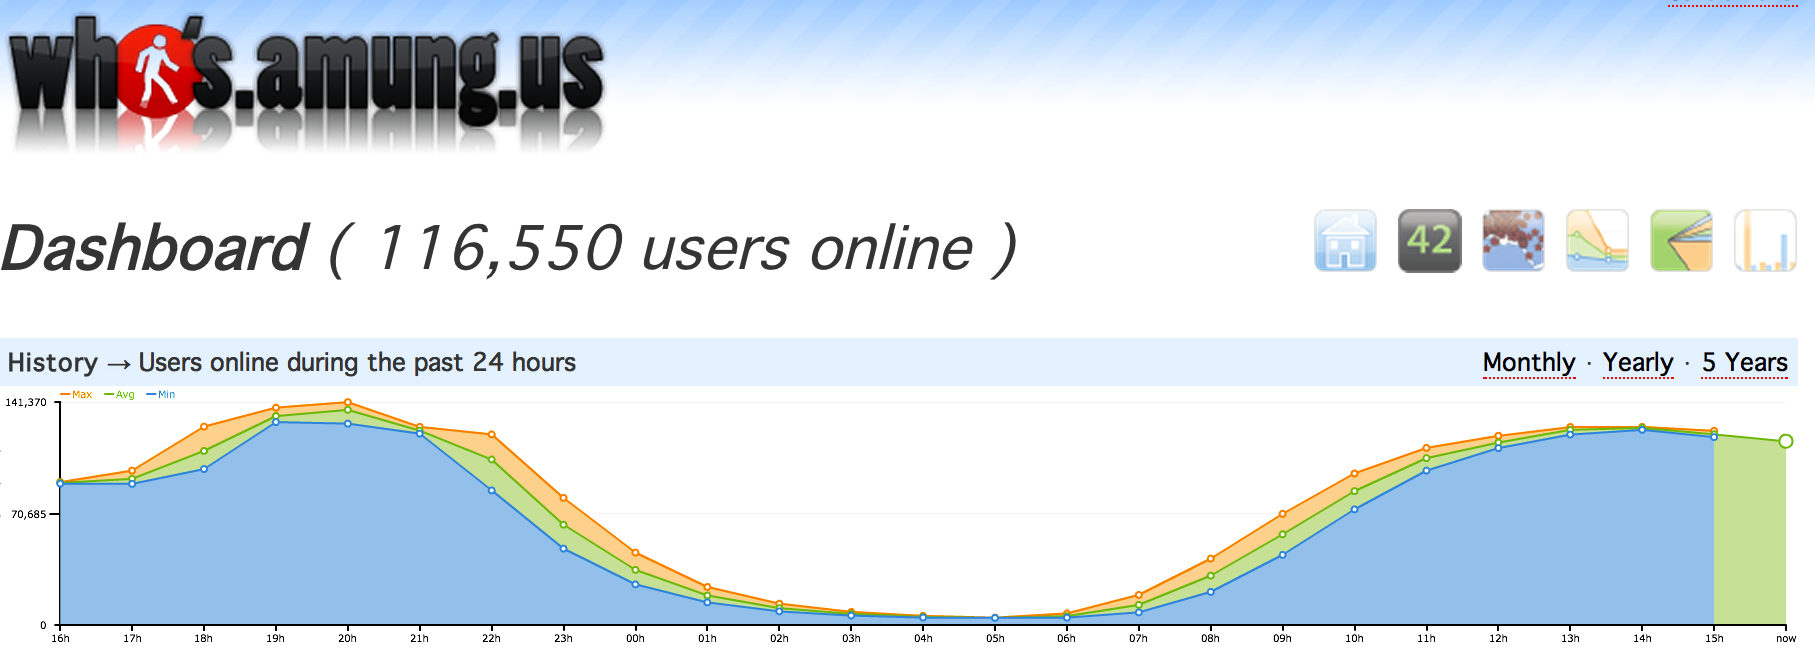 who's.amung.us
Dashboard ( 116,550 users online )
42
History → Users online during the past 24 hours
Monthly · Yearly · 5 Years
Max Avg Min
141,370
70,685
0
16h 17h 18h 19h 20h 21h 22h 23h 00h 01h 02h 03h 04h 05h 06h 07h 08h 09h 10h 11h 12h 13h 14h 15h now